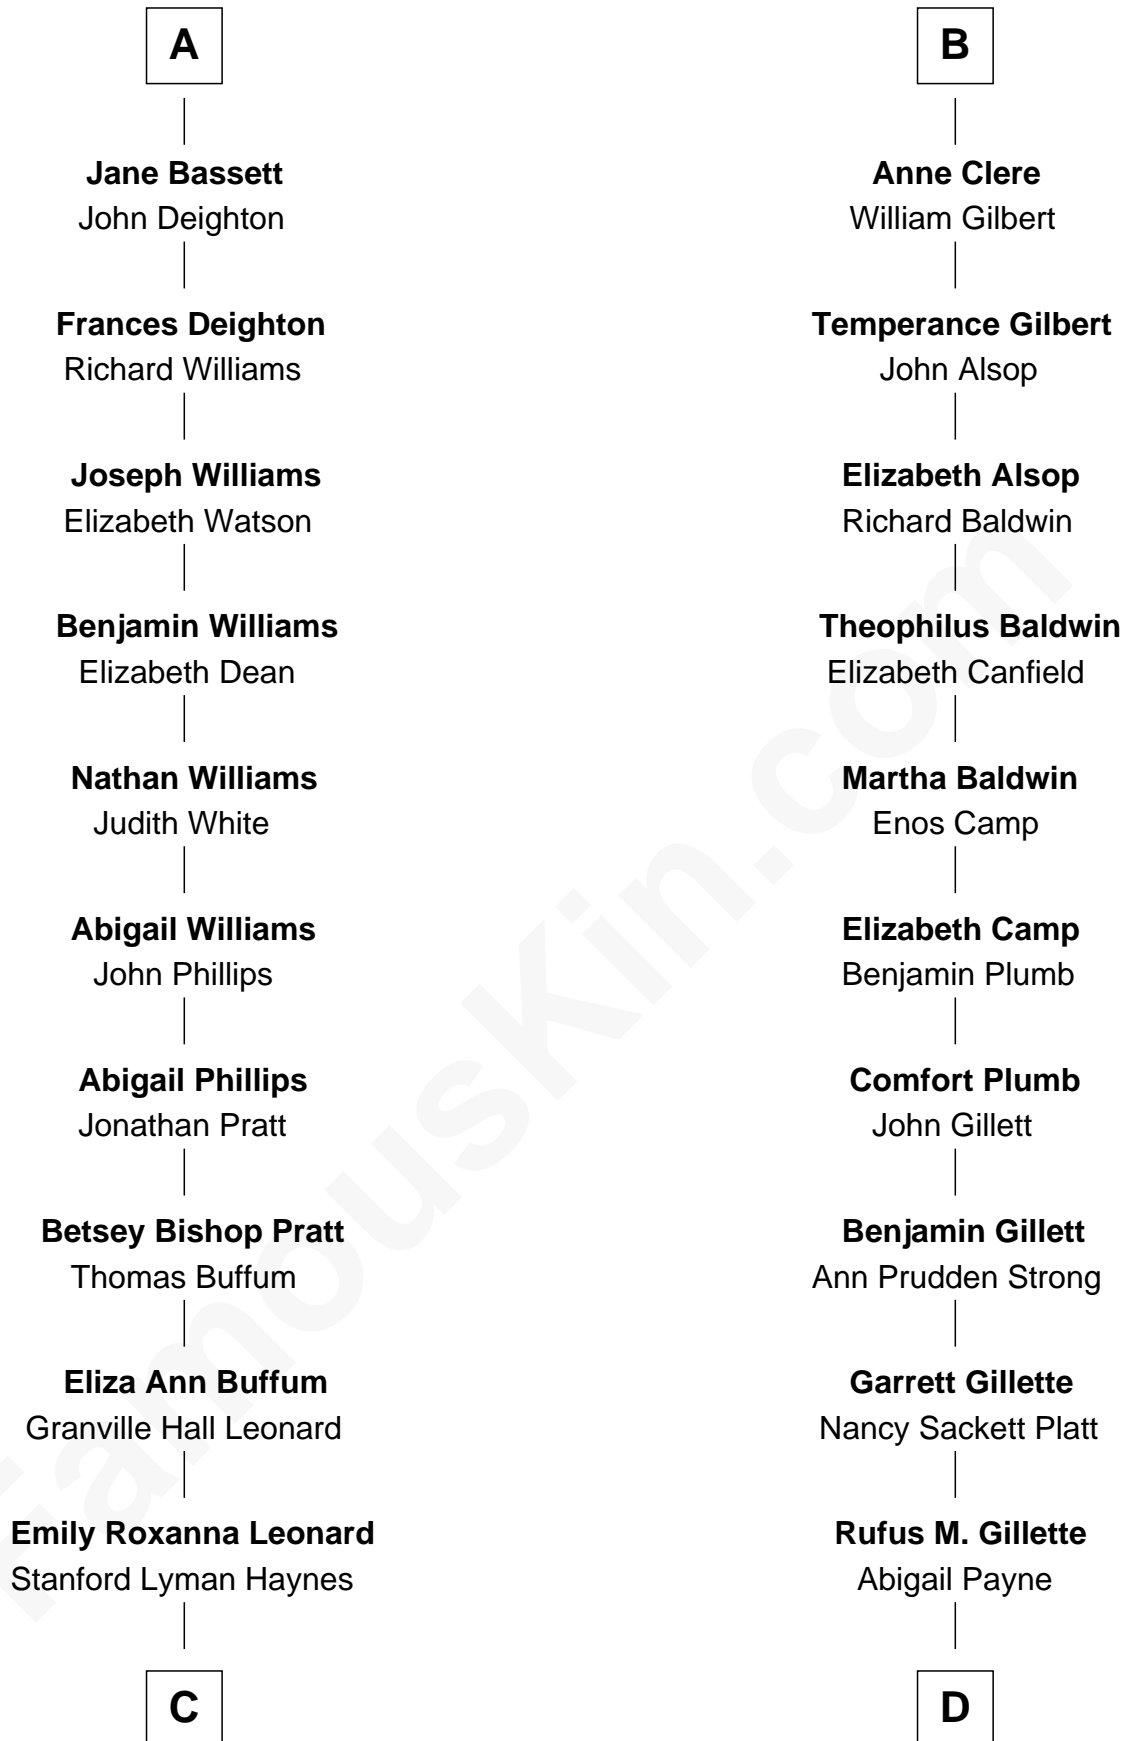 A
Jane Bassett
John Deighton
Frances Deighton
Richard Williams
Joseph Williams
Elizabeth Watson
Benjamin Williams
Elizabeth Dean
Nathan Williams
Judith White
Abigail Williams
John Phillips
Abigail Phillips
Jonathan Pratt
Betsey Bishop Pratt
Thomas Buffum
Eliza Ann Buffum
Granville Hall Leonard
Emily Roxanna Leonard
Stanford Lyman Haynes
C
B
Anne Clere
William Gilbert
Temperance Gilbert
John Alsop
Elizabeth Alsop
Richard Baldwin
Theophilus Baldwin
Elizabeth Canfield
Martha Baldwin
Enos Camp
Elizabeth Camp
Benjamin Plumb
Comfort Plumb
John Gillett
Benjamin Gillett
Ann Prudden Strong
Garrett Gillette
Nancy Sackett Platt
Rufus M. Gillette
Abigail Payne
D
FamousKin.com